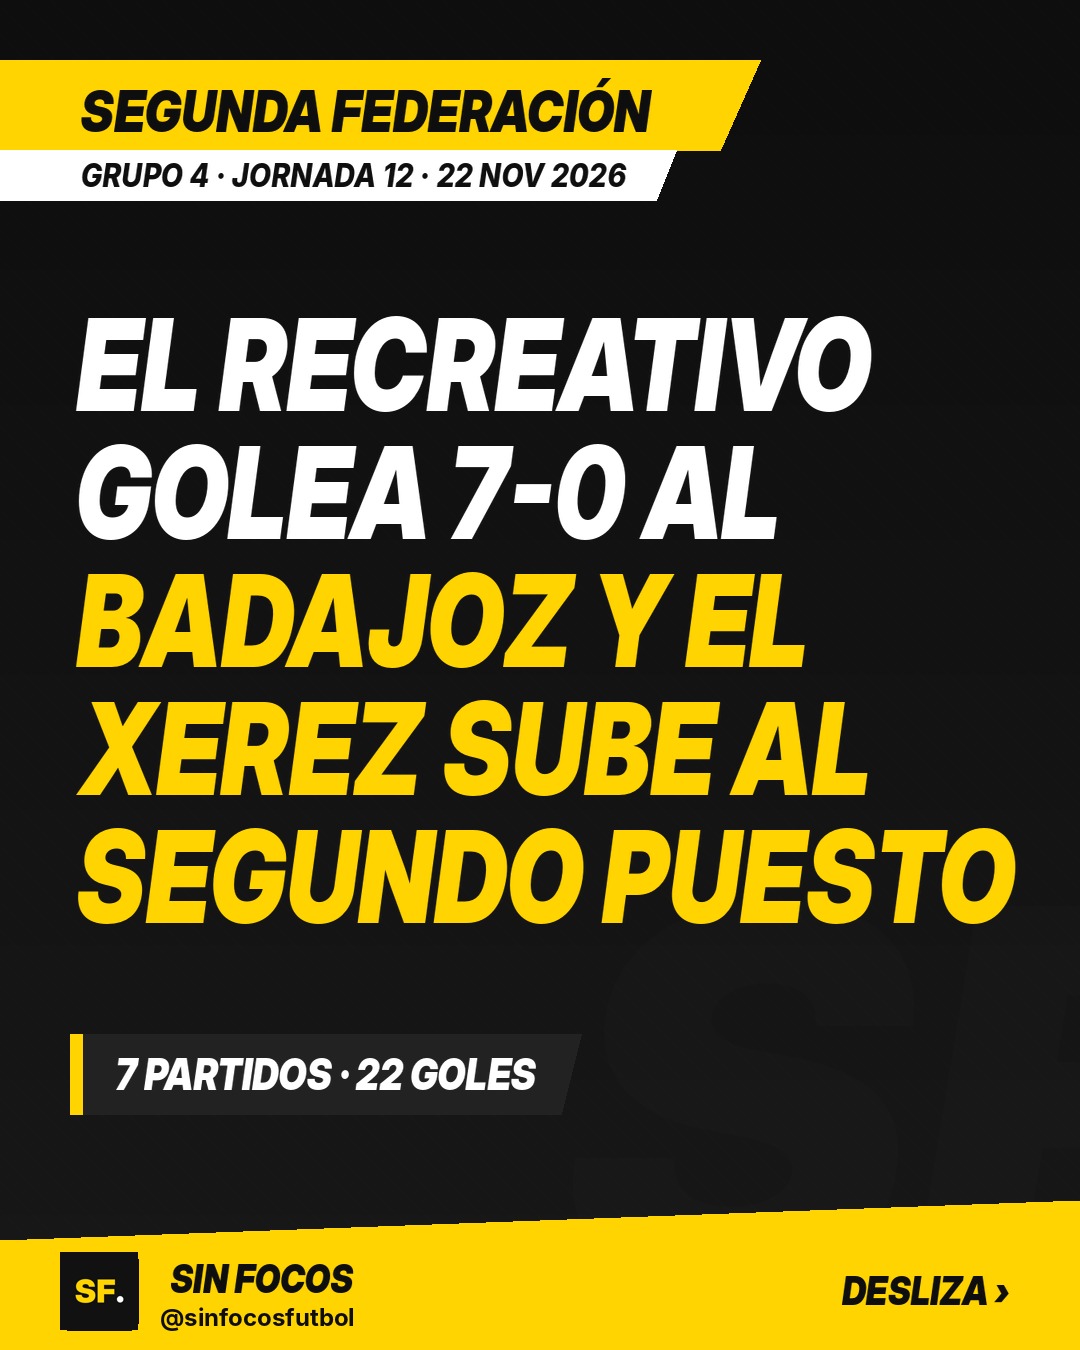 SEGUNDA FEDERACIÓN
GRUPO 4 · JORNADA 12 · 22 NOV 2026
EL RECREATIVO
GOLEA 7-0 AL
BADAJOZ Y EL
XEREZ SUBE AL
SEGUNDO PUESTO
7 PARTIDOS · 22 GOLES
SF.
SIN FOCOS
@sinfocosfutbol
DESLIZA ›